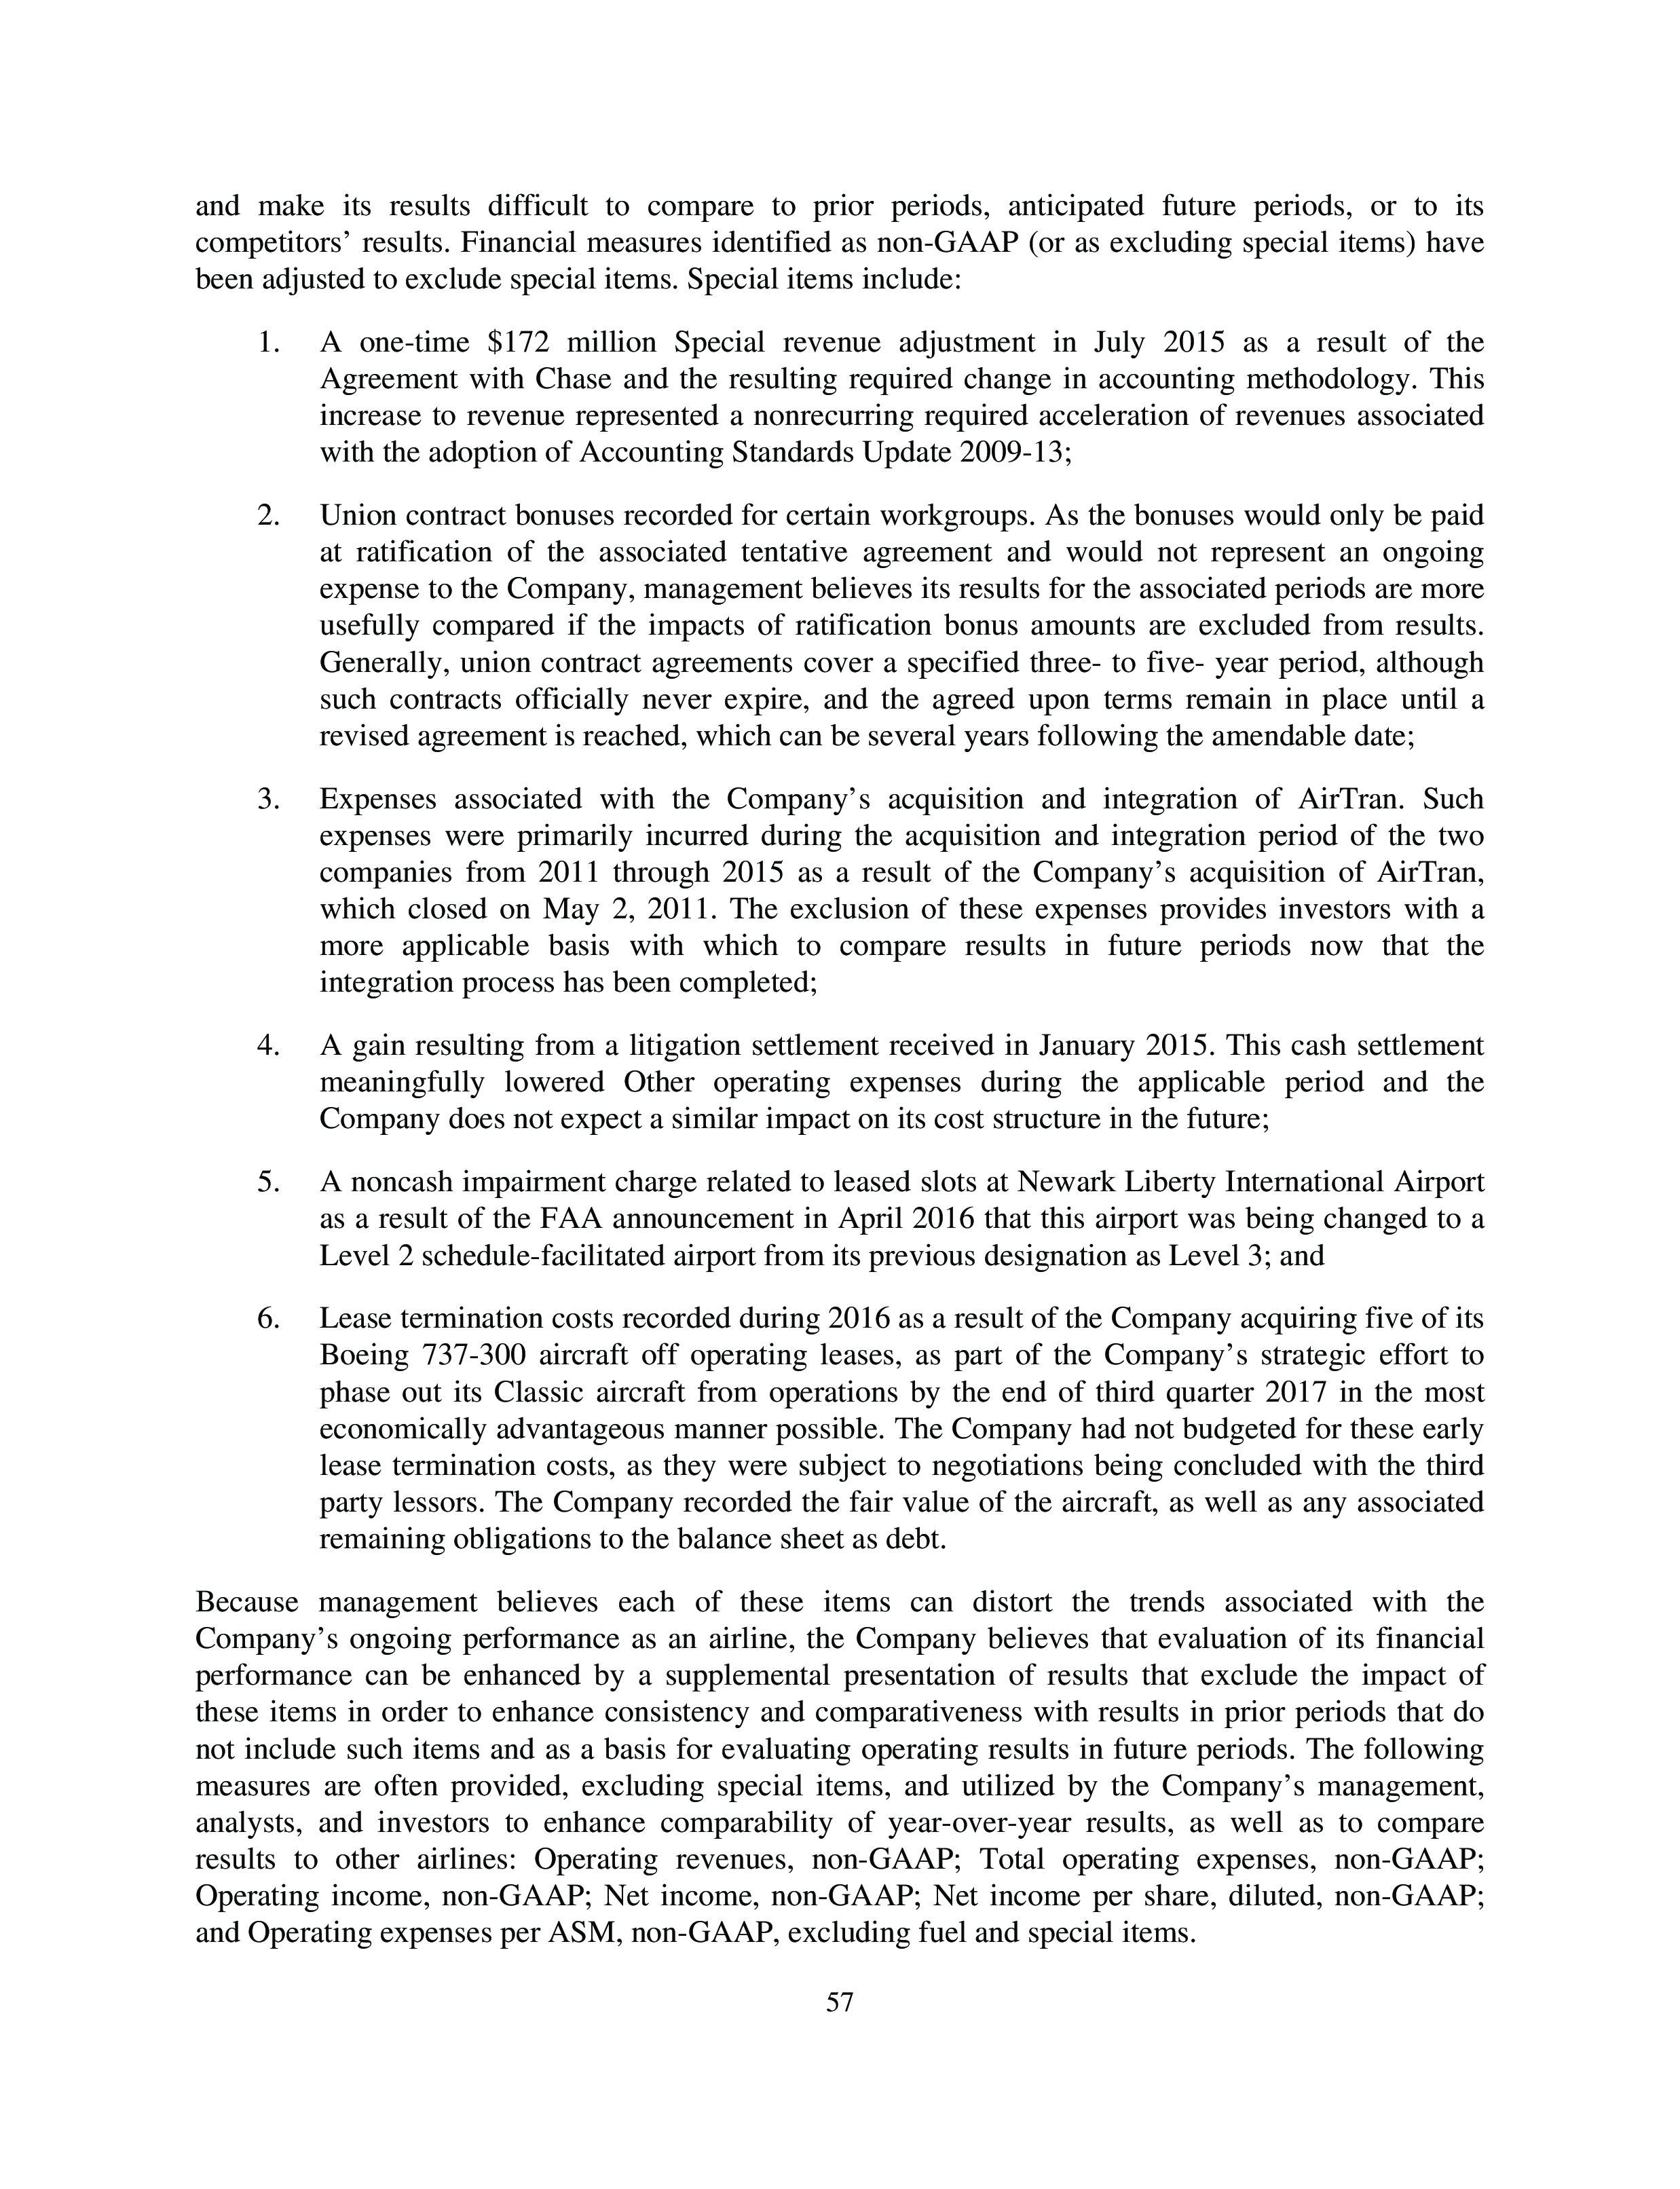 and make its results difficult to compare to prior periods, anticipated future periods, or to its
competitors’ results. Financial measures identified as non-GAAP (or as excluding special items) have
been adjusted to exclude special items. Special items include:
1. A one-time $172 million Special revenue adjustment in July 2015 as a result of the
Agreement with Chase and the resulting required change in accounting methodology. This
increase to revenue represented a nonrecurring required acceleration of revenues associated
with the adoption of Accounting Standards Update 2009-13;
2. Union contract bonuses recorded for certain workgroups. As the bonuses would only be paid
at ratification of the associated tentative agreement and would not represent an ongoing
expense to the Company, management believes its results for the associated periods are more
usefully compared if the impacts of ratification bonus amounts are excluded from results.
Generally, union contract agreements cover a specified three- to five- year period, although
such contracts officially never expire, and the agreed upon terms remain in place until a
revised agreement is reached, which can be several years following the amendable date;
3. Expenses associated with the Company’s acquisition and integration of AirTran. Such
expenses were primarily incurred during the acquisition and integration period of the two
companies from 2011 through 2015 as a result of the Company’s acquisition of AirTran,
which closed on May 2, 2011. The exclusion of these expenses provides investors with a
more applicable basis with which to compare results in future periods now that the
integration process has been completed;
4. A gain resulting from a litigation settlement received in January 2015. This cash settlement
meaningfully lowered Other operating expenses during the applicable period and the
Company does not expect a similar impact on its cost structure in the future;
5. A noncash impairment charge related to leased slots at Newark Liberty International Airport
as a result of the FAA announcement in April 2016 that this airport was being changed to a
Level 2 schedule-facilitated airport from its previous designation as Level 3; and
6. Lease termination costs recorded during 2016 as a result of the Company acquiring five of its
Boeing 737-300 aircraft off operating leases, as part of the Company’s strategic effort to
phase out its Classic aircraft from operations by the end of third quarter 2017 in the most
economically advantageous manner possible. The Company had not budgeted for these early
lease termination costs, as they were subject to negotiations being concluded with the third
party lessors. The Company recorded the fair value of the aircraft, as well as any associated
remaining obligations to the balance sheet as debt.
Because management believes each of these items can distort the trends associated with the
Company’s ongoing performance as an airline, the Company believes that evaluation of its financial
performance can be enhanced by a supplemental presentation of results that exclude the impact of
these items in order to enhance consistency and comparativeness with results in prior periods that do
not include such items and as a basis for evaluating operating results in future periods. The following
measures are often provided, excluding special items, and utilized by the Company’s management,
analysts, and investors to enhance comparability of year-over-year results, as well as to compare
results to other airlines: Operating revenues, non-GAAP; Total operating expenses, non-GAAP;
Operating income, non-GAAP; Net income, non-GAAP; Net income per share, diluted, non-GAAP;
and Operating expenses per ASM, non-GAAP, excluding fuel and special items.
57